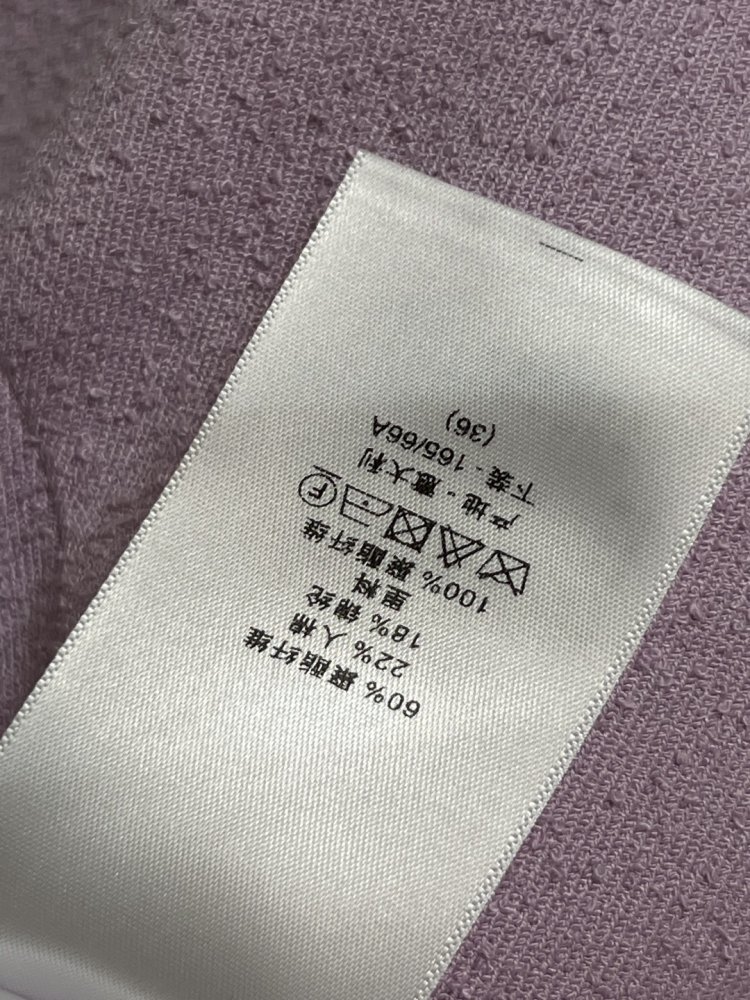 60% 聚酯纤维
22% 人棉
18% 锦纶
里料
100% 聚酯纤维
F
产地 - 意大利
下装 - 165/66A
(36)